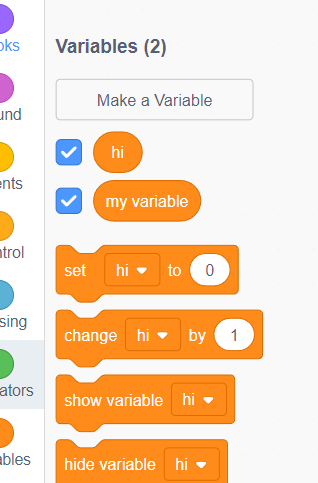 Variables (2)
oks
Make a Variable
und
hi
ents
my variable
ntrol
set hi to 0
sing
change hi by 1
ators
show variable hi
ables
hide variable hi